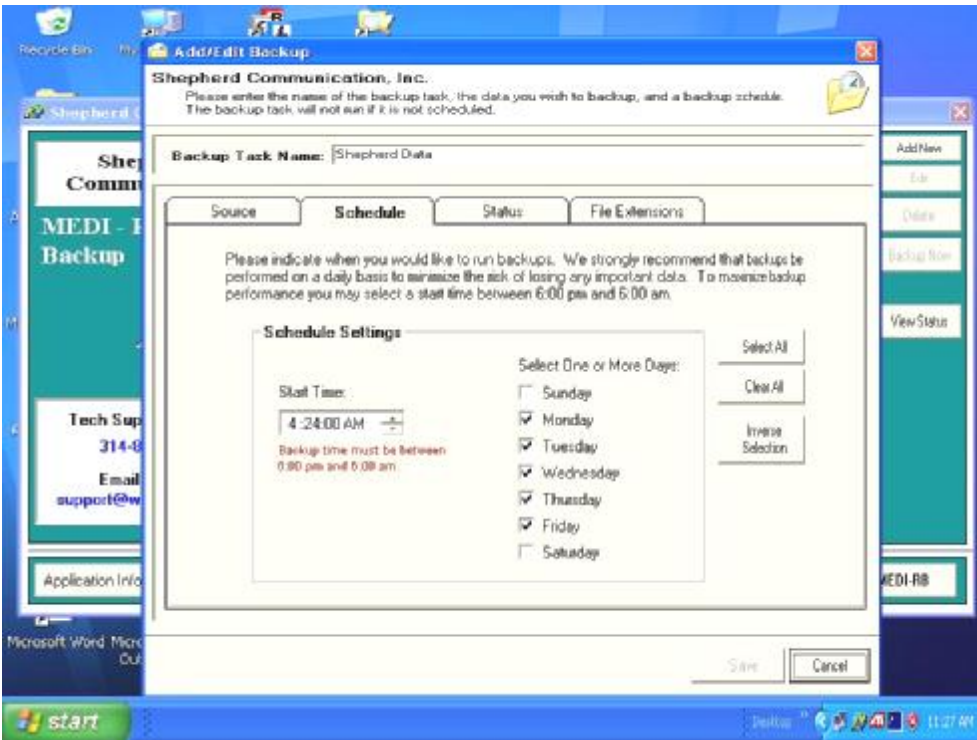 Recycle Bin
My
Add/Edit Backup
Shepherd Communication, Inc.
Please enter the name of the backup task, the data you wish to backup, and a backup schedule.
The backup task will not run if it is not scheduled.
Shepherd C
Backup Task Name: Shepherd Data
Add New
Edit
Delete
Backup Now
View Status
Shep
Commu
MEDI - R
Backup
Source
Schedule
Status
File Extensions
Please indicate when you would like to run backups. We strongly recommend that backups be
performed on a daily basis to minimize the risk of losing any important data. To maximize backup
performance you may select a start time between 6:00 pm and 6:00 am.
Schedule Settings
Start Time:
4 :24:00 AM
Backup time must be between
6:00 pm and 6:00 am
Select One or More Days:
Sunday
Monday
Tuesday
Wednesday
Thursday
Friday
Saturday
Select All
Clear All
Inverse
Selection
Tech Sup
314-8
Email
support@w
Application Info
MEDI-RB
Microsoft Word
Micro
Out
Save
Cancel
start
Desktop
11:27 AM